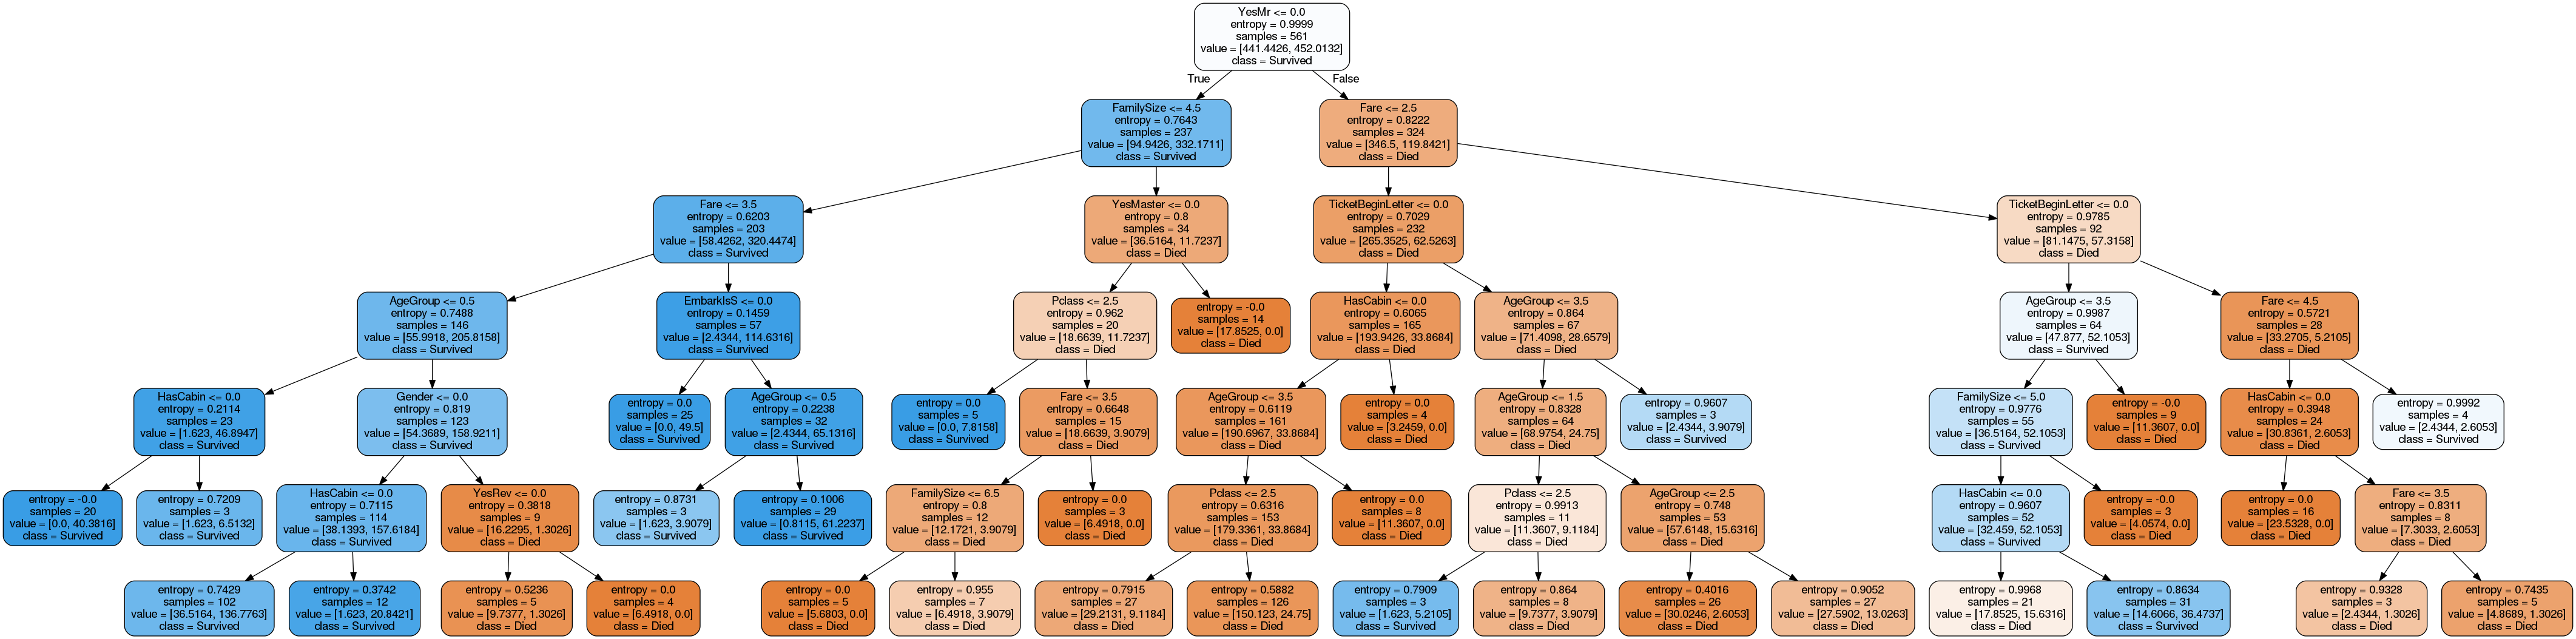 YesMr <= 0.0
entropy = 0.9999
samples = 561
value = [441.4426, 452.0132]
class = Survived
True
False
FamilySize <= 4.5
entropy = 0.7643
samples = 237
value = [94.9426, 332.1711]
class = Survived
Fare <= 2.5
entropy = 0.8222
samples = 324
value = [346.5, 119.8421]
class = Died
Fare <= 3.5
entropy = 0.6203
samples = 203
value = [58.4262, 320.4474]
class = Survived
YesMaster <= 0.0
entropy = 0.8
samples = 34
value = [36.5164, 11.7237]
class = Died
TicketBeginLetter <= 0.0
entropy = 0.7029
samples = 232
value = [265.3525, 62.5263]
class = Died
TicketBeginLetter <= 0.0
entropy = 0.9785
samples = 92
value = [81.1475, 57.3158]
class = Died
AgeGroup <= 0.5
entropy = 0.7488
samples = 146
value = [55.9918, 205.8158]
class = Survived
EmbarkIsS <= 0.0
entropy = 0.1459
samples = 57
value = [2.4344, 114.6316]
class = Survived
Pclass <= 2.5
entropy = 0.962
samples = 20
value = [18.6639, 11.7237]
class = Died
entropy = -0.0
samples = 14
value = [17.8525, 0.0]
class = Died
HasCabin <= 0.0
entropy = 0.6065
samples = 165
value = [193.9426, 33.8684]
class = Died
AgeGroup <= 3.5
entropy = 0.864
samples = 67
value = [71.4098, 28.6579]
class = Died
AgeGroup <= 3.5
entropy = 0.9987
samples = 64
value = [47.877, 52.1053]
class = Survived
Fare <= 4.5
entropy = 0.5721
samples = 28
value = [33.2705, 5.2105]
class = Died
HasCabin <= 0.0
entropy = 0.2114
samples = 23
value = [1.623, 46.8947]
class = Survived
Gender <= 0.0
entropy = 0.819
samples = 123
value = [54.3689, 158.9211]
class = Survived
entropy = 0.0
samples = 25
value = [0.0, 49.5]
class = Survived
AgeGroup <= 0.5
entropy = 0.2238
samples = 32
value = [2.4344, 65.1316]
class = Survived
entropy = 0.0
samples = 5
value = [0.0, 7.8158]
class = Survived
Fare <= 3.5
entropy = 0.6648
samples = 15
value = [18.6639, 3.9079]
class = Died
AgeGroup <= 3.5
entropy = 0.6119
samples = 161
value = [190.6967, 33.8684]
class = Died
entropy = 0.0
samples = 4
value = [3.2459, 0.0]
class = Died
AgeGroup <= 1.5
entropy = 0.8328
samples = 64
value = [68.9754, 24.75]
class = Died
entropy = 0.9607
samples = 3
value = [2.4344, 3.9079]
class = Survived
FamilySize <= 5.0
entropy = 0.9776
samples = 55
value = [36.5164, 52.1053]
class = Survived
entropy = -0.0
samples = 9
value = [11.3607, 0.0]
class = Died
HasCabin <= 0.0
entropy = 0.3948
samples = 24
value = [30.8361, 2.6053]
class = Died
entropy = 0.9992
samples = 4
value = [2.4344, 2.6053]
class = Survived
entropy = -0.0
samples = 20
value = [0.0, 40.3816]
class = Survived
entropy = 0.7209
samples = 3
value = [1.623, 6.5132]
class = Survived
HasCabin <= 0.0
entropy = 0.7115
samples = 114
value = [38.1393, 157.6184]
class = Survived
YesRev <= 0.0
entropy = 0.3818
samples = 9
value = [16.2295, 1.3026]
class = Died
entropy = 0.8731
samples = 3
value = [1.623, 3.9079]
class = Survived
entropy = 0.1006
samples = 29
value = [0.8115, 61.2237]
class = Survived
FamilySize <= 6.5
entropy = 0.8
samples = 12
value = [12.1721, 3.9079]
class = Died
entropy = 0.0
samples = 3
value = [6.4918, 0.0]
class = Died
Pclass <= 2.5
entropy = 0.6316
samples = 153
value = [179.3361, 33.8684]
class = Died
entropy = 0.0
samples = 8
value = [11.3607, 0.0]
class = Died
Pclass <= 2.5
entropy = 0.9913
samples = 11
value = [11.3607, 9.1184]
class = Died
AgeGroup <= 2.5
entropy = 0.748
samples = 53
value = [57.6148, 15.6316]
class = Died
HasCabin <= 0.0
entropy = 0.9607
samples = 52
value = [32.459, 52.1053]
class = Survived
entropy = -0.0
samples = 3
value = [4.0574, 0.0]
class = Died
entropy = 0.0
samples = 16
value = [23.5328, 0.0]
class = Died
Fare <= 3.5
entropy = 0.8311
samples = 8
value = [7.3033, 2.6053]
class = Died
entropy = 0.7429
samples = 102
value = [36.5164, 136.7763]
class = Survived
entropy = 0.3742
samples = 12
value = [1.623, 20.8421]
class = Survived
entropy = 0.5236
samples = 5
value = [9.7377, 1.3026]
class = Died
entropy = 0.0
samples = 4
value = [6.4918, 0.0]
class = Died
entropy = 0.0
samples = 5
value = [5.6803, 0.0]
class = Died
entropy = 0.955
samples = 7
value = [6.4918, 3.9079]
class = Died
entropy = 0.7915
samples = 27
value = [29.2131, 9.1184]
class = Died
entropy = 0.5882
samples = 126
value = [150.123, 24.75]
class = Died
entropy = 0.7909
samples = 3
value = [1.623, 5.2105]
class = Survived
entropy = 0.864
samples = 8
value = [9.7377, 3.9079]
class = Died
entropy = 0.4016
samples = 26
value = [30.0246, 2.6053]
class = Died
entropy = 0.9052
samples = 27
value = [27.5902, 13.0263]
class = Died
entropy = 0.9968
samples = 21
value = [17.8525, 15.6316]
class = Died
entropy = 0.8634
samples = 31
value = [14.6066, 36.4737]
class = Survived
entropy = 0.9328
samples = 3
value = [2.4344, 1.3026]
class = Died
entropy = 0.7435
samples = 5
value = [4.8689, 1.3026]
class = Died